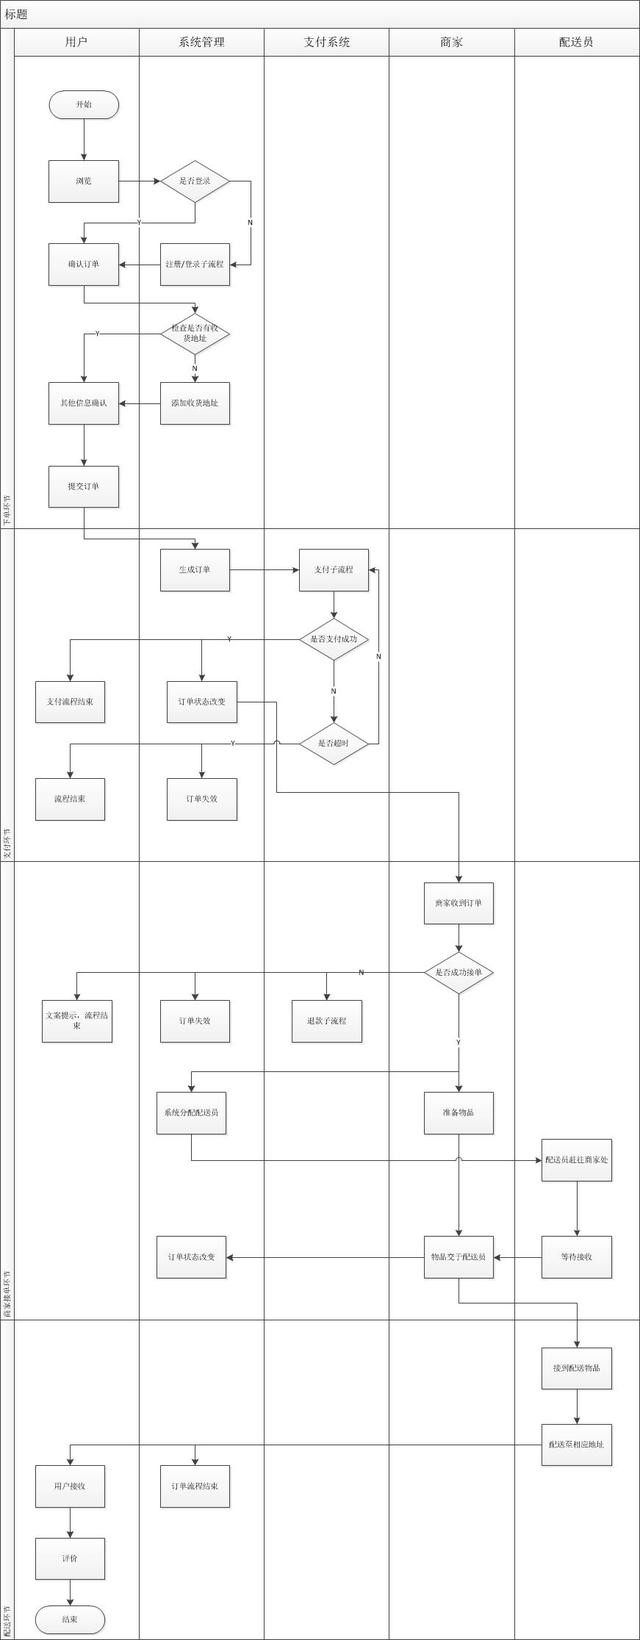 标题
用户
系统管理
支付系统
商家
配送员
下单环节
开始
浏览
是否登录
N
Y
确认订单
注册/登录子流程
检查是否有收
货地址
Y
N
其他信息确认
添加收货地址
提交订单
支付环节
生成订单
支付子流程
是否支付成功
Y
N
N
支付流程结束
订单状态改变
是否超时
Y
流程结束
订单失效
商家接单环节
商家收到订单
是否成功接单
N
文案提示，流程结
束
订单失效
退款子流程
Y
系统分配配送员
准备物品
配送员赶往商家处
订单状态改变
物品交于配送员
等待接收
配送环节
接到配送物品
配送至相应地址
用户接收
订单流程结束
评价
结束